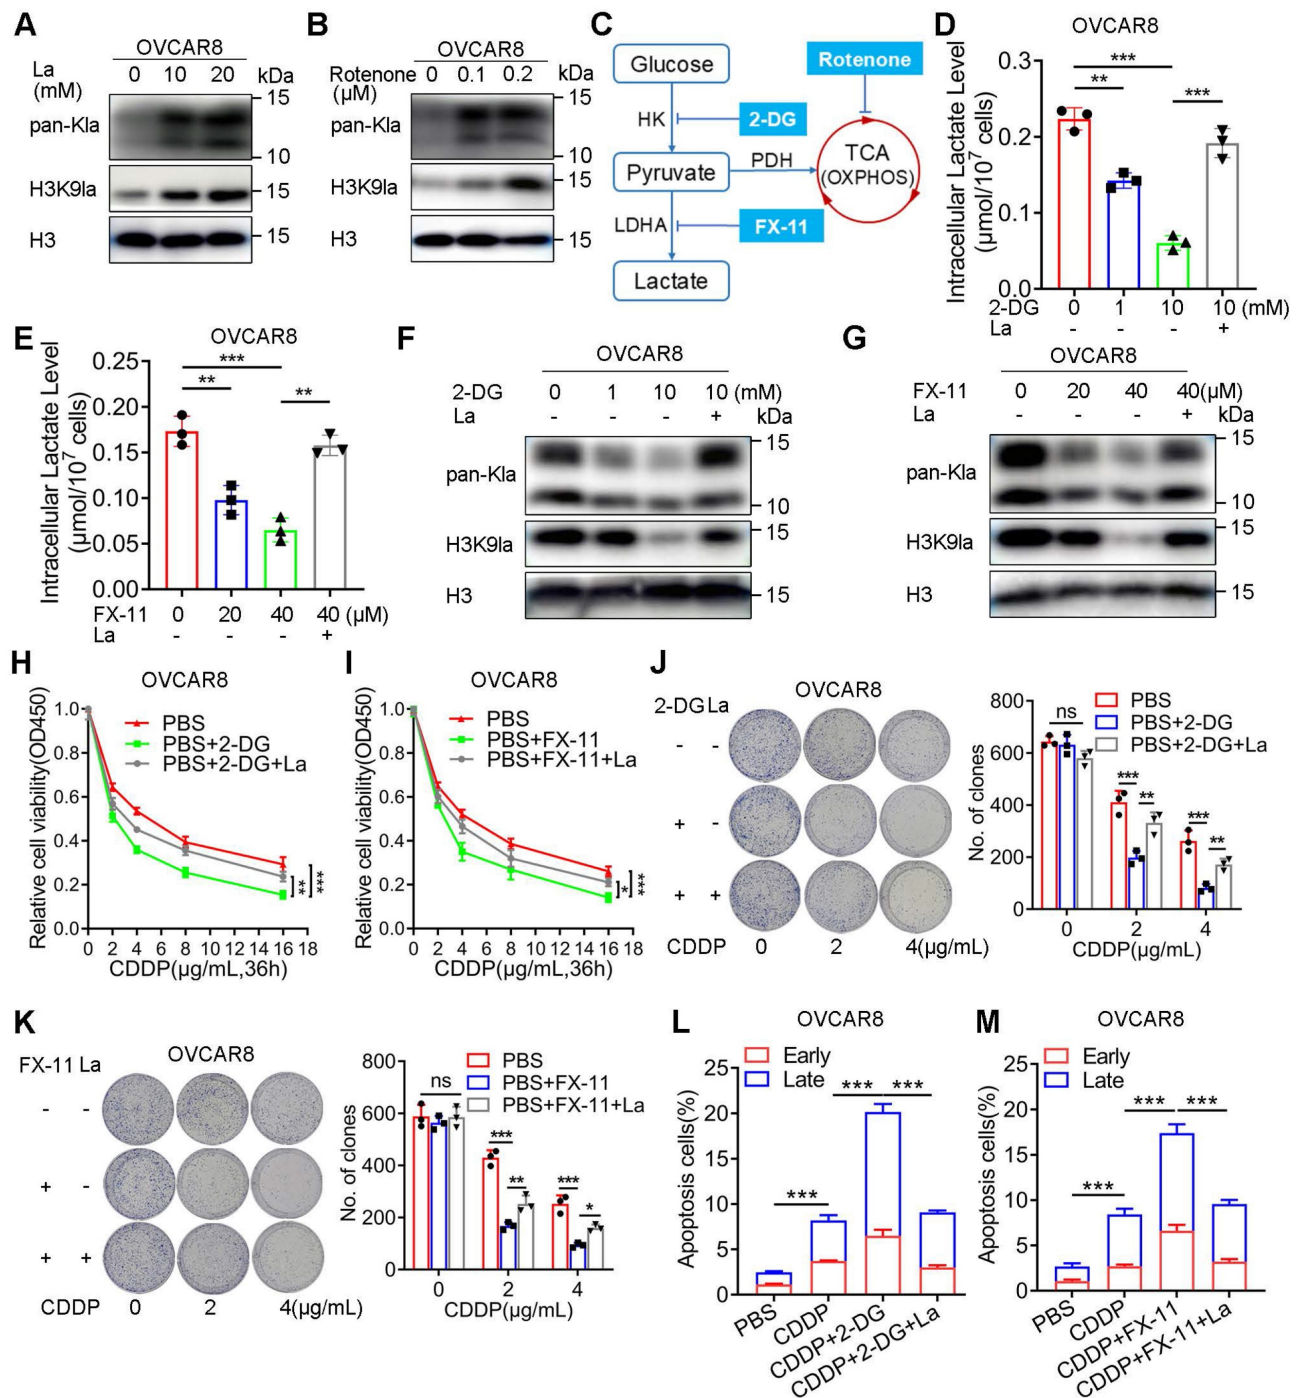 A
OVCAR8
La
(mM)
0 10 20 kDa
pan-Kla
15
10
H3K9la
15
H3
15
B
OVCAR8
Rotenone
(μM)
0 0.1 0.2 kDa
pan-Kla
15
10
H3K9la
15
H3
15
C
Glucose
Rotenone
HK
2-DG
Pyruvate
PDH
TCA
(OXPHOS)
LDHA
FX-11
Lactate
D
OVCAR8
Intracellular Lactate Level
(μmol/10⁷ cells)
0.3
0.2
0.1
0.0
***
**
***
2-DG 0 1 10 10 (mM)
La - - - +
E
OVCAR8
Intracellular Lactate Level
(μmol/10⁷ cells)
0.25
0.20
0.15
0.10
0.05
0.00
***
**
**
FX-11 0 20 40 40 (μM)
La - - - +
F
OVCAR8
2-DG 0 1 10 10 (mM)
La - - - + kDa
pan-Kla
15
10
H3K9la
15
H3
15
G
OVCAR8
FX-11 0 20 40 40(μM)
La - - - + kDa
pan-Kla
15
10
H3K9la
15
H3
15
H
OVCAR8
Relative cell viability(OD450)
1.0
0.8
0.6
0.4
0.2
0.0
PBS
PBS+2-DG
PBS+2-DG+La
**
***
0 2 4 6 8 10 12 14 16 18
CDDP(μg/mL,36h)
I
OVCAR8
Relative cell viability(OD450)
1.0
0.8
0.6
0.4
0.2
0.0
PBS
PBS+FX-11
PBS+FX-11+La
*
***
0 2 4 6 8 10 12 14 16 18
CDDP(μg/mL,36h)
J
OVCAR8
2-DG La
- -
+ -
+ +
CDDP 0 2 4(μg/mL)
No. of clones
800
600
400
200
0
PBS
PBS+2-DG
PBS+2-DG+La
ns
***
**
***
**
0 2 4
CDDP(μg/mL)
K
OVCAR8
FX-11 La
- -
+ -
+ +
CDDP 0 2 4(μg/mL)
No. of clones
800
600
400
200
0
PBS
PBS+FX-11
PBS+FX-11+La
ns
***
**
***
*
0 2 4
CDDP(μg/mL)
L
OVCAR8
Apoptosis cells(%)
25
20
15
10
5
0
Early
Late
***
*** ***
PBS
CDDP
CDDP+2-DG
CDDP+2-DG+La
M
OVCAR8
Apoptosis cells(%)
25
20
15
10
5
0
Early
Late
***
*** ***
PBS
CDDP
CDDP+FX-11
CDDP+FX-11+La